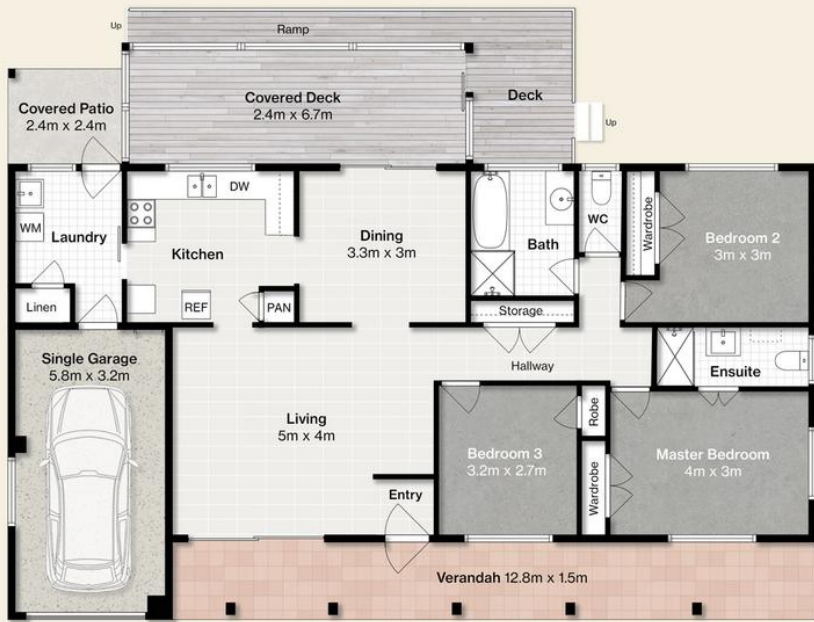 Up
Ramp
Covered Patio
2.4m x 2.4m
Covered Deck
2.4m x 6.7m
Deck
Up
WM
Laundry
Linen
DW
Kitchen
REF
PAN
Dining
3.3m x 3m
Bath
WC
Wardrobe
Bedroom 2
3m x 3m
Storage
Hallway
Ensuite
Single Garage
5.8m x 3.2m
Living
5m x 4m
Entry
Bedroom 3
3.2m x 2.7m
Robe
Wardrobe
Master Bedroom
4m x 3m
Verandah 12.8m x 1.5m